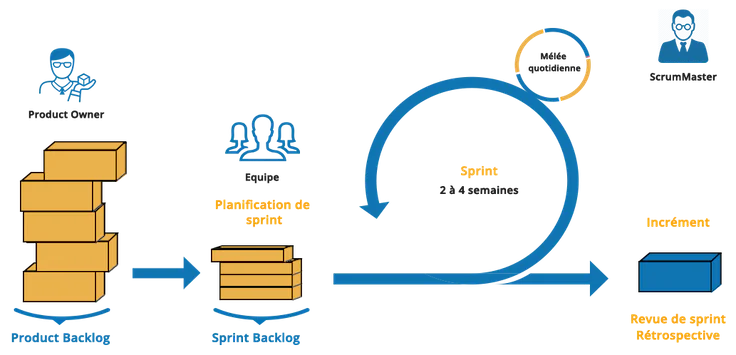 Product Owner
Product Backlog
Equipe
Planification de
sprint
Sprint Backlog
Mêlée
quotidienne
Sprint
2 à 4 semaines
ScrumMaster
Incrément
Revue de sprint
Rétrospective